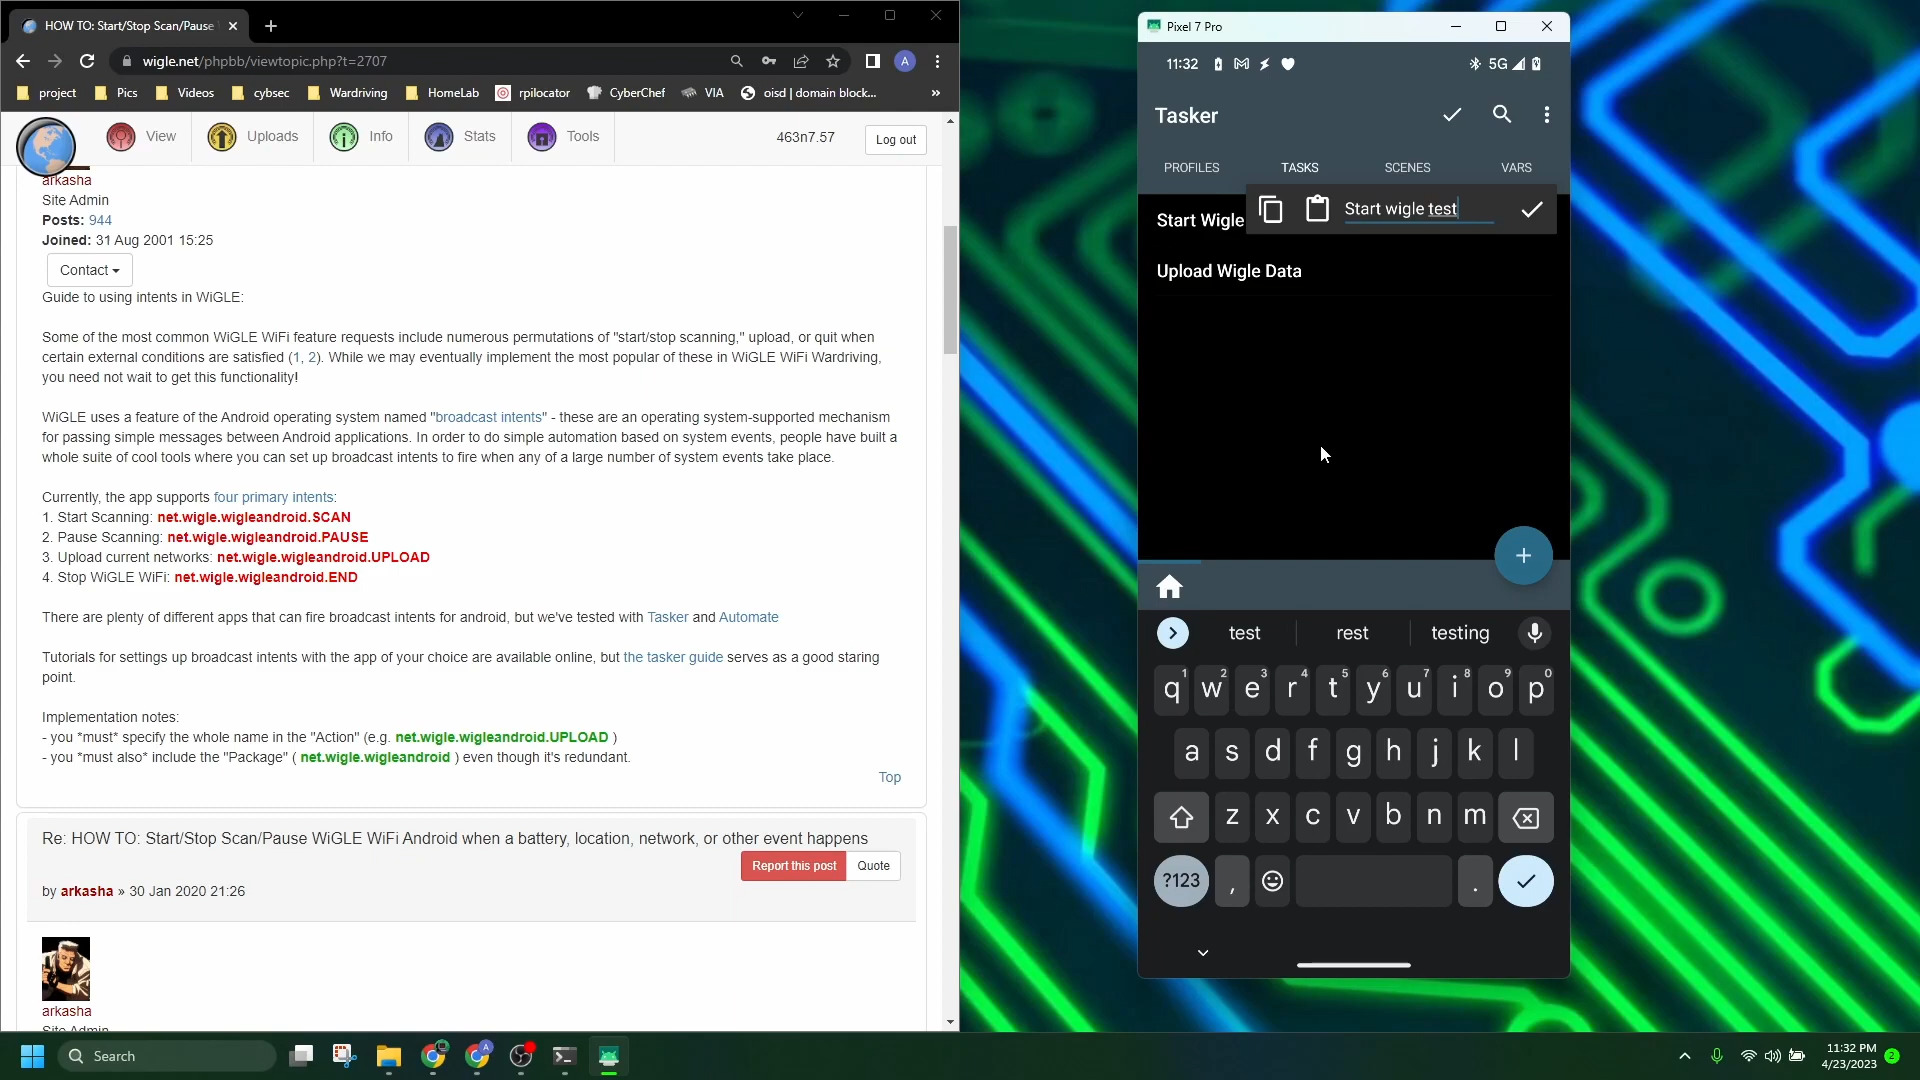 HOW TO: Start/Stop Scan/Pause
wigle.net/phpbb/viewtopic.php?t=2707
A
project
Pics
Videos
cybsec
Wardriving
HomeLab
rpilocator
CyberChef
VIA
oisd | domain block...
»
View
Uploads
Info
Stats
Tools
463n7.57
Log out
arkasha
Site Admin
Posts: 944
Joined: 31 Aug 2001 15:25
Contact
Guide to using intents in WiGLE:
Some of the most common WiGLE WiFi feature requests include numerous permutations of "start/stop scanning," upload, or quit when
certain external conditions are satisfied (1, 2). While we may eventually implement the most popular of these in WiGLE WiFi Wardriving,
you need not wait to get this functionality!
WiGLE uses a feature of the Android operating system named "broadcast intents" - these are an operating system-supported mechanism
for passing simple messages between Android applications. In order to do simple automation based on system events, people have built a
whole suite of cool tools where you can set up broadcast intents to fire when any of a large number of system events take place.
Currently, the app supports four primary intents:
1. Start Scanning: net.wigle.wigleandroid.SCAN
2. Pause Scanning: net.wigle.wigleandroid.PAUSE
3. Upload current networks: net.wigle.wigleandroid.UPLOAD
4. Stop WiGLE WiFi: net.wigle.wigleandroid.END
There are plenty of different apps that can fire broadcast intents for android, but we've tested with Tasker and Automate
Tutorials for settings up broadcast intents with the app of your choice are available online, but the tasker guide serves as a good staring
point.
Implementation notes:
- you *must* specify the whole name in the "Action" (e.g. net.wigle.wigleandroid.UPLOAD )
- you *must also* include the "Package" ( net.wigle.wigleandroid ) even though it's redundant.
Top
Re: HOW TO: Start/Stop Scan/Pause WiGLE WiFi Android when a battery, location, network, or other event happens
Report this post
Quote
by arkasha » 30 Jan 2020 21:26
arkasha
Site Admin
Pixel 7 Pro
11:32
5G
Tasker
PROFILES
TASKS
SCENES
VARS
Start Wigle
Start wigle test
Upload Wigle Data
+
test
rest
testing
q1 w2 e3 r4 t5 y6 u7 i8 o9 p0
a s d f g h j k l
z x c v b n m
?123 , .
Search
A
11:32 PM
4/23/2023
2